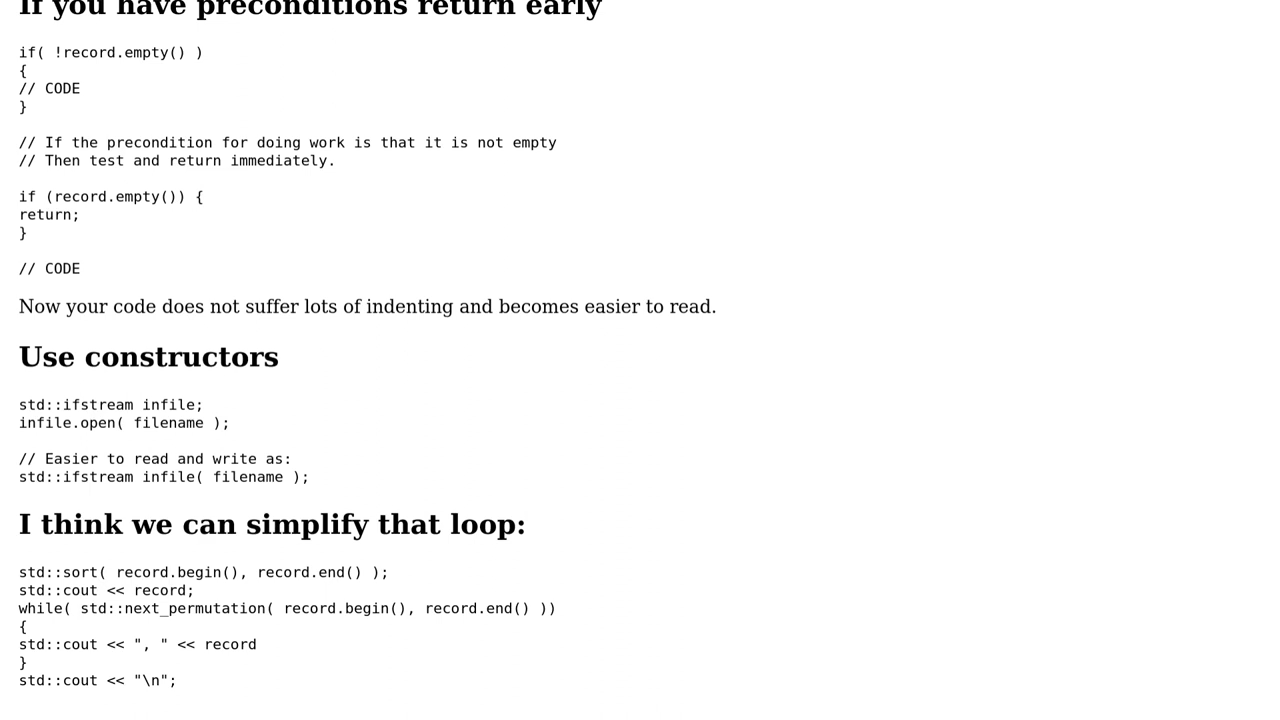 If you have preconditions return early
if( !record.empty() )
{
// CODE
}
// If the precondition for doing work is that it is not empty
// Then test and return immediately.
if (record.empty()) {
return;
}
// CODE
Now your code does not suffer lots of indenting and becomes easier to read.
Use constructors
std::ifstream infile;
infile.open( filename );
// Easier to read and write as:
std::ifstream infile( filename );
I think we can simplify that loop:
std::sort( record.begin(), record.end() );
std::cout << record;
while( std::next_permutation( record.begin(), record.end() ))
{
std::cout << ", " << record
}
std::cout << "\n";